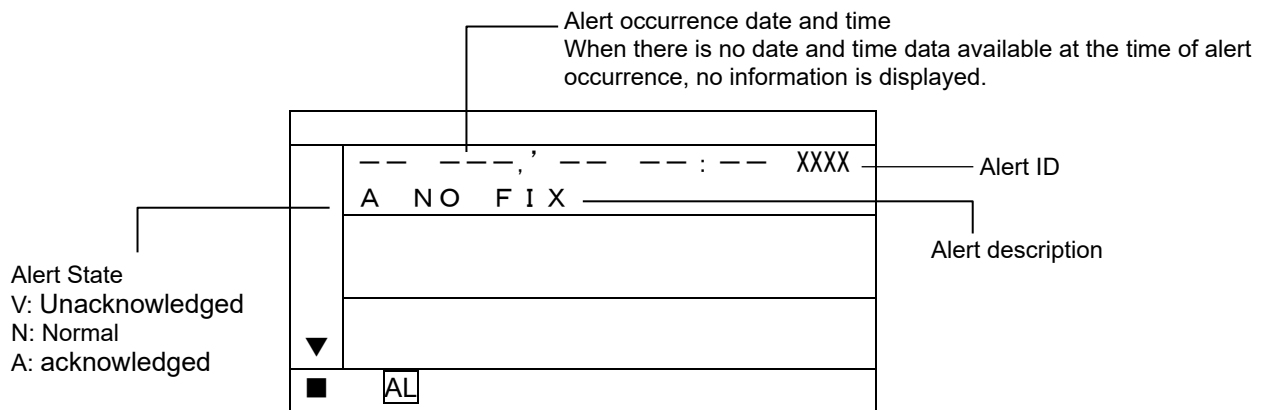 Alert occurrence date and time
When there is no date and time data available at the time of alert
occurrence, no information is displayed.
–– –––,’ –– ––:–– XXXX
Alert ID
A NO FIX
Alert description
Alert State
V: Unacknowledged
N: Normal
A: acknowledged
▼
■ AL